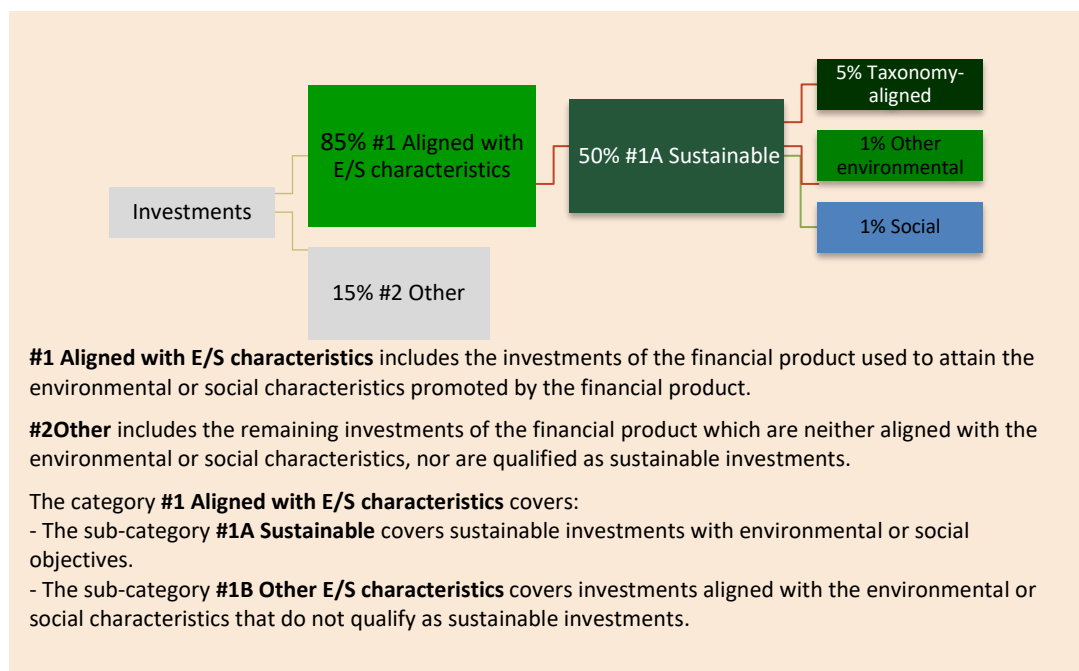 5% Taxonomy-
aligned
85% #1 Aligned with
E/S characteristics
50% #1A Sustainable
1% Other
environmental
Investments
1% Social
15% #2 Other
#1 Aligned with E/S characteristics includes the investments of the financial product used to attain the
environmental or social characteristics promoted by the financial product.
#2Other includes the remaining investments of the financial product which are neither aligned with the
environmental or social characteristics, nor are qualified as sustainable investments.
The category #1 Aligned with E/S characteristics covers:
- The sub-category #1A Sustainable covers sustainable investments with environmental or social
objectives.
- The sub-category #1B Other E/S characteristics covers investments aligned with the environmental or
social characteristics that do not qualify as sustainable investments.